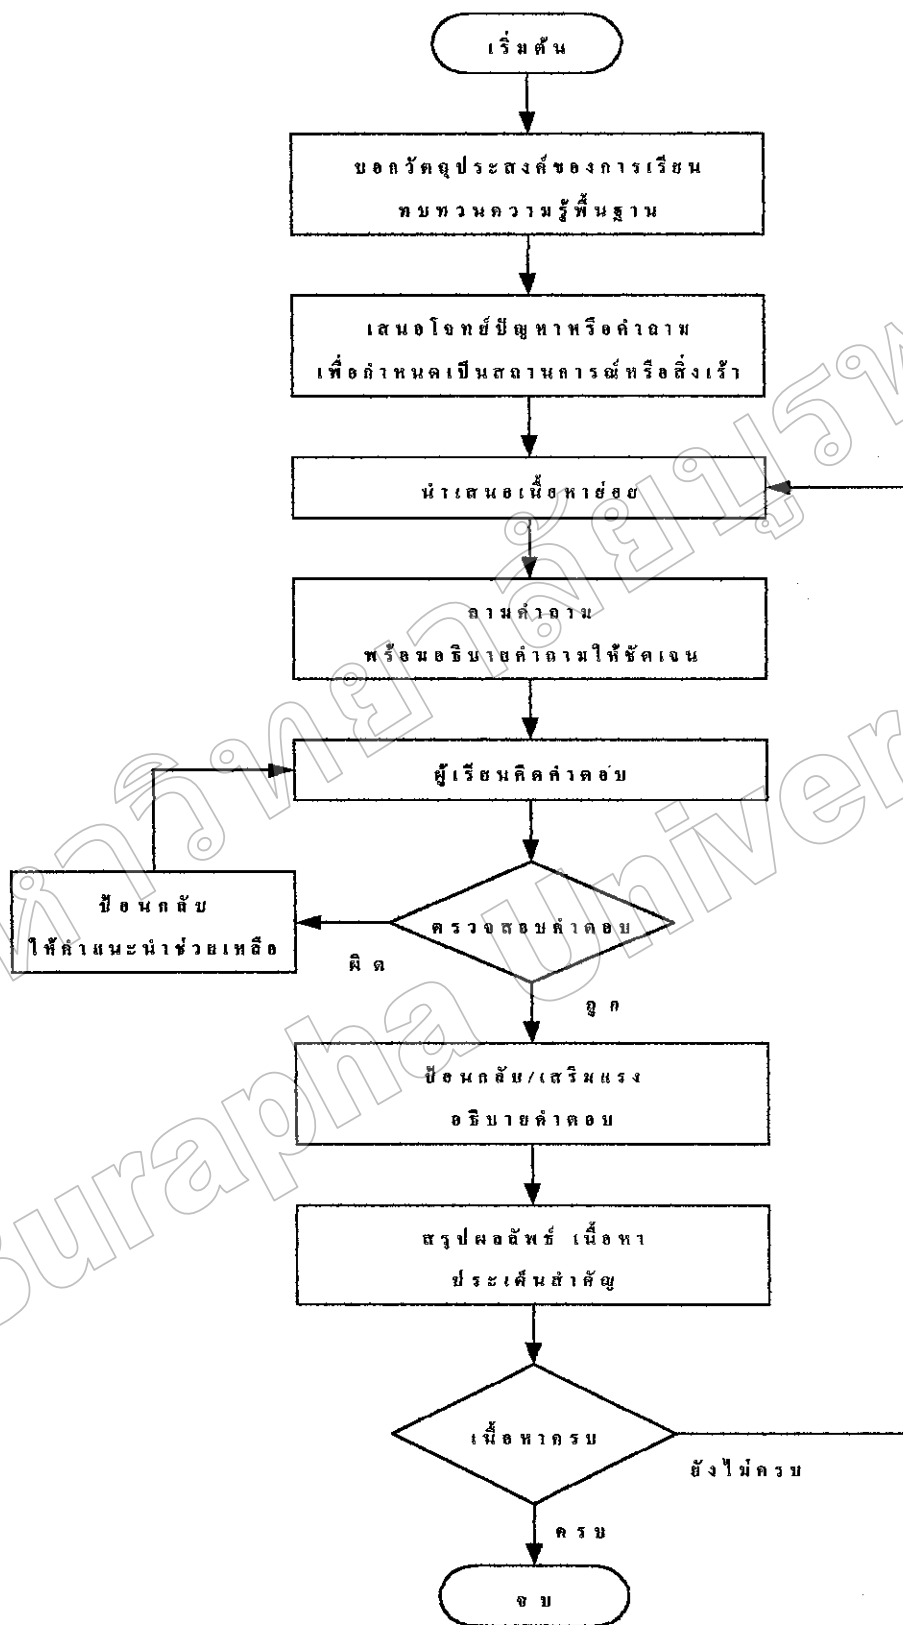 เริ่มต้น
บอกวัตถุประสงค์ของการเรียน
ทบทวนความรู้พื้นฐาน
เสนอโจทย์ปัญหาหรือคำถาม
เพื่อกำหนดเป็นสถานการณ์หรือสิ่งเร้า
นำเสนอเนื้อหาย่อย
ถามคำถาม
พร้อมอธิบายคำถามให้ชัดเจน
ผู้เรียนคิดคำตอบ
ป้อนกลับ
ให้คำแนะนำช่วยเหลือ
ตรวจสอบคำตอบ
ผิด
ถูก
ป้อนกลับ/เสริมแรง
อธิบายคำตอบ
สรุปผลลัพธ์ เนื้อหา
ประเด็นสำคัญ
เนื้อหาครบ
ยังไม่ครบ
ครบ
จบ
หาวิทยาลัยบูรพ
Burapha Univer